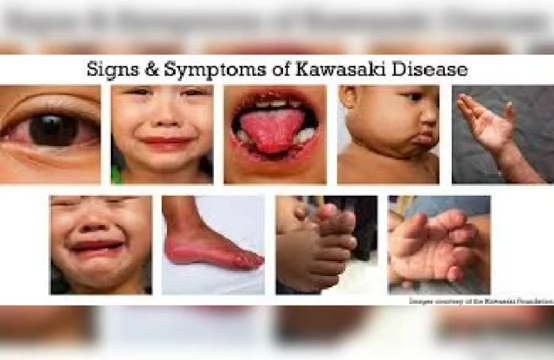 Signs & Symptoms of Kawasaki Disease
Images courtesy of the Kawasaki Foundation